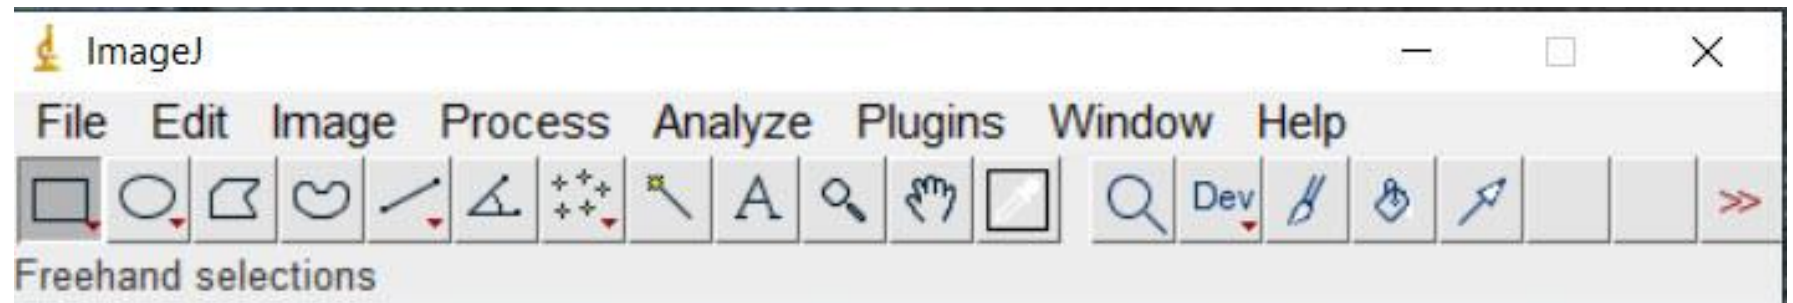 ImageJ
File Edit Image Process Analyze Plugins Window Help
A Dev >>
Freehand selections